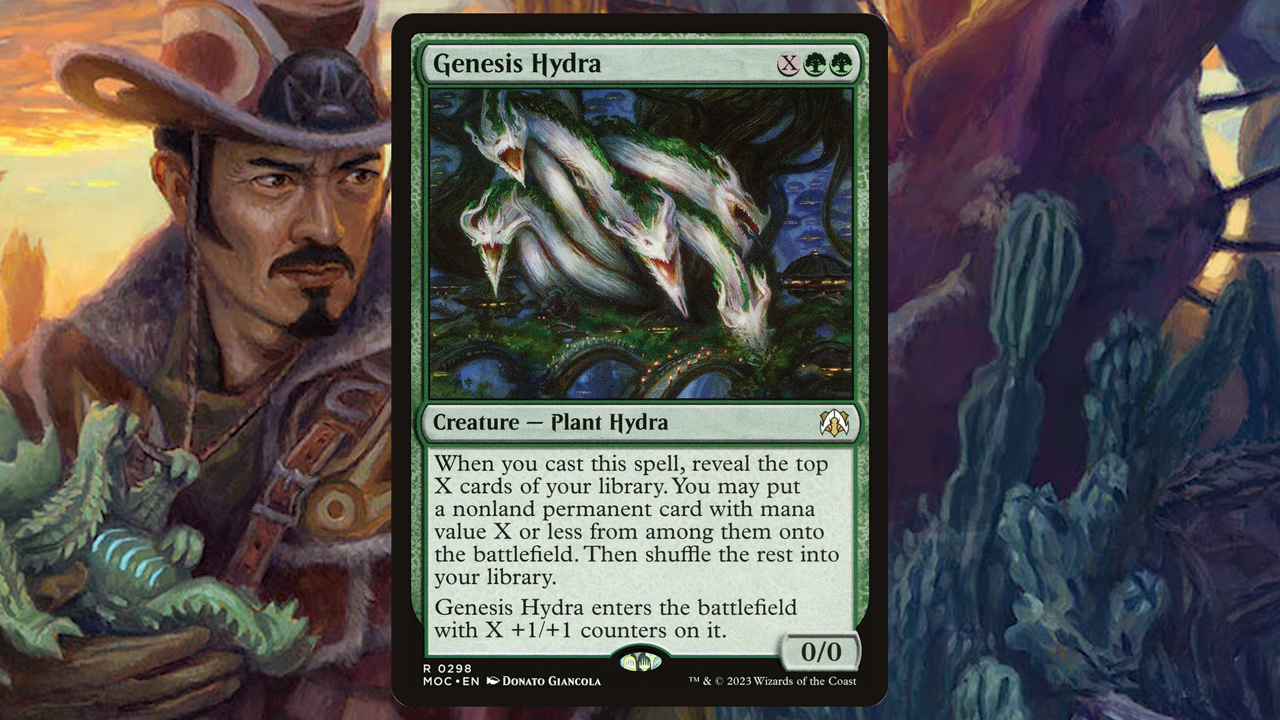 Genesis Hydra X
Creature — Plant Hydra
When you cast this spell, reveal the top
X cards of your library. You may put
a nonland permanent card with mana
value X or less from among them onto
the battlefield. Then shuffle the rest into
your library.
Genesis Hydra enters the battlefield
with X +1/+1 counters on it.
0/0
R 0298
MOC • EN Donato Giancola
™ & © 2023 Wizards of the Coast